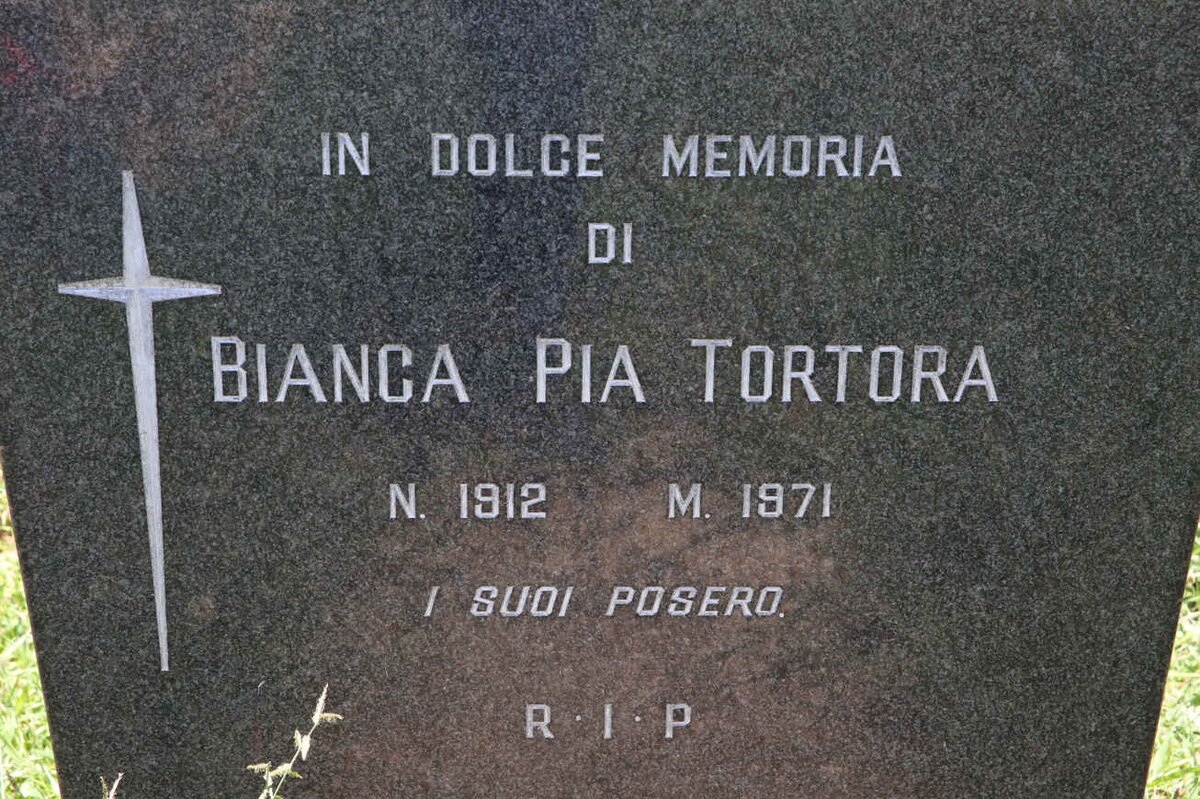 IN DOLCE MEMORIA
DI
BIANCA PIA TORTORA
N. 1912 M. 1971
I SUOI POSERO.
R·I·P